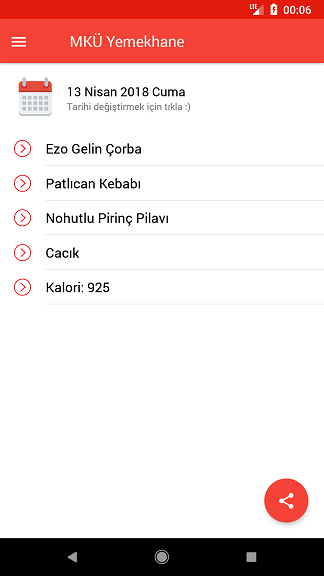 LTE 00:06
MKÜ Yemekhane
13 Nisan 2018 Cuma
Tarihi değiştirmek için tıkla :)
Ezo Gelin Çorba
Patlıcan Kebabı
Nohutlu Pirinç Pilavı
Cacık
Kalori: 925